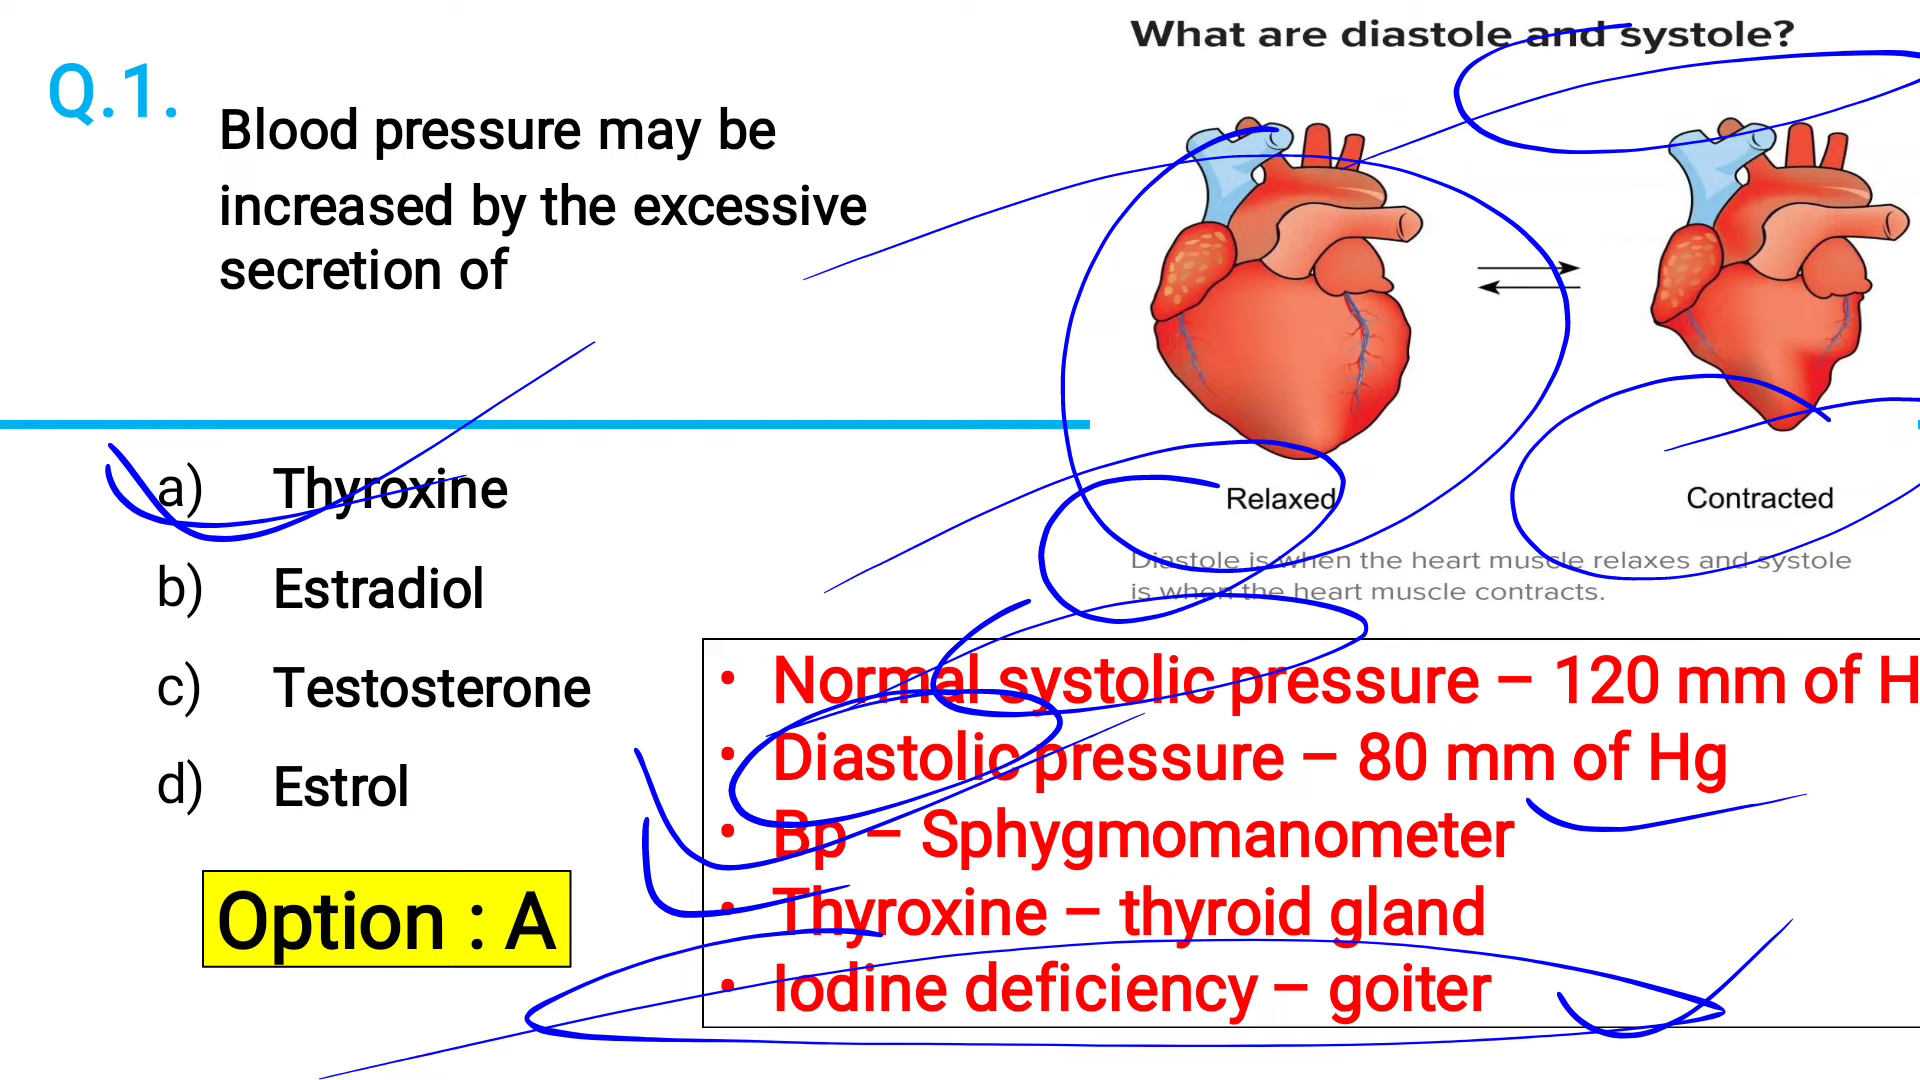 What are diastole and systole?
Q.1.
Blood pressure may be
increased by the excessive
secretion of
a) Thyroxine
b) Estradiol
c) Testosterone
d) Estrol
Option : A
Relaxed
Contracted
Diastole is when the heart muscle relaxes and systole
is when the heart muscle contracts.
• Normal systolic pressure – 120 mm of H
• Diastolic pressure – 80 mm of Hg
• Bp – Sphygmomanometer
• Thyroxine – thyroid gland
• Iodine deficiency – goiter